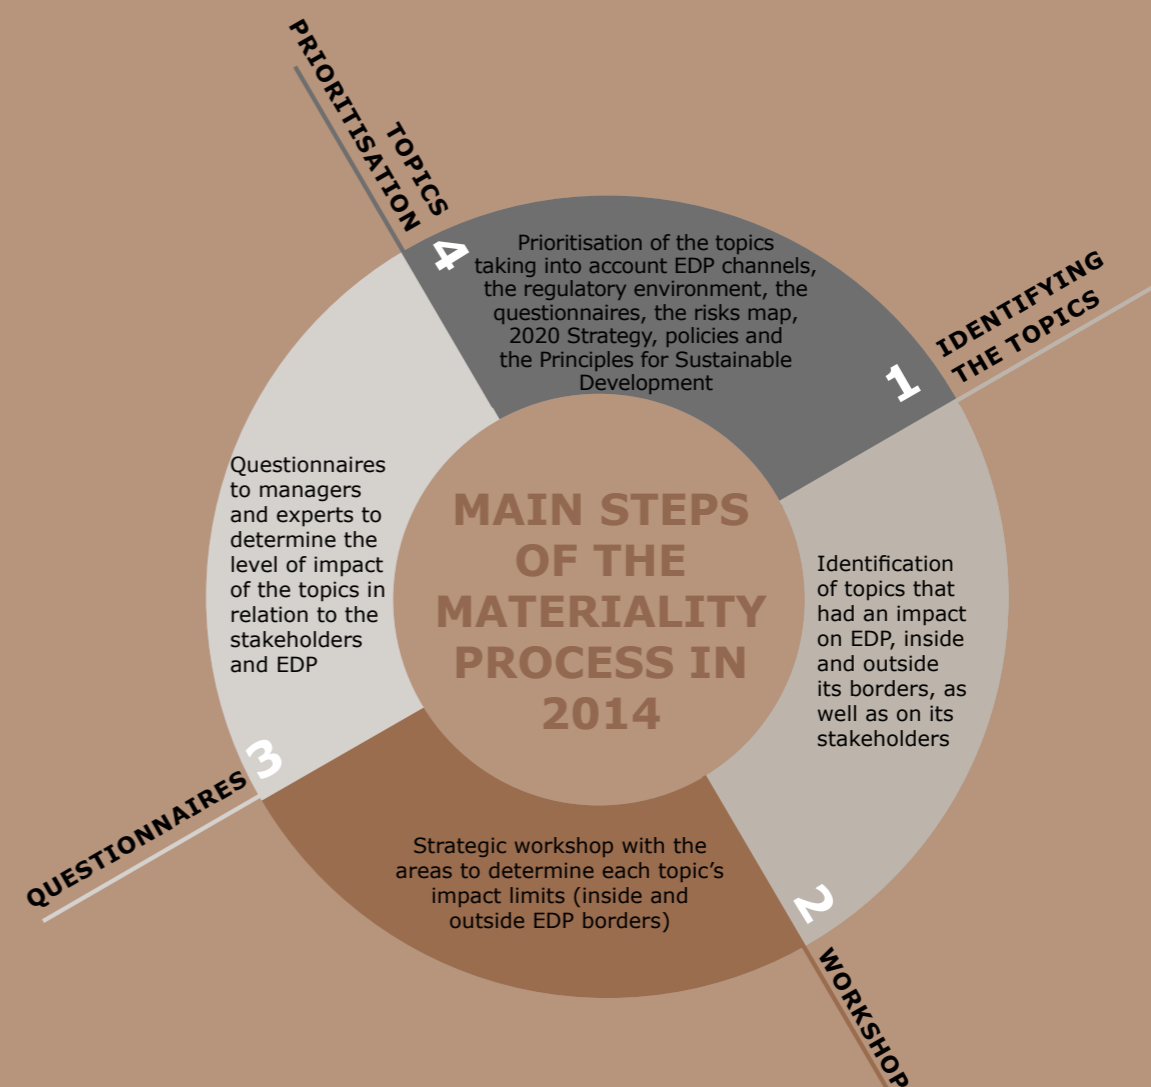 MAIN STEPS
OF THE
MATERIALITY
PROCESS IN
2014
1
IDENTIFYING
THE TOPICS
Identification
of topics that
had an impact
on EDP, inside
and outside
its borders, as
well as on its
stakeholders
2
WORKSHOP
Strategic workshop with the
areas to determine each topic’s
impact limits (inside and
outside EDP borders)
3
QUESTIONNAIRES
Questionnaires
to managers
and experts to
determine the
level of impact
of the topics in
relation to the
stakeholders
and EDP
4
TOPICS
PRIORITISATION
Prioritisation of the topics
taking into account EDP channels,
the regulatory environment, the
questionnaires, the risks map,
2020 Strategy, policies and
the Principles for Sustainable
Development